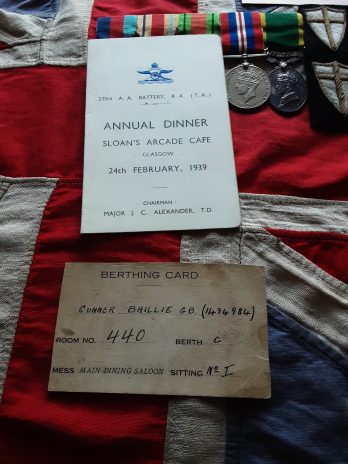 230th A. A. BATTERY, R.A. (T.A.)
ANNUAL DINNER
SLOAN'S ARCADE CAFE
- GLASGOW -
24th FEBRUARY, 1939
CHAIRMAN :
MAJOR J. C. ALEXANDER, T.D.
BERTHING CARD
GUNNER BAILLIE G.B. (1434984)
ROOM NO. 440 BERTH C
MESS MAIN DINING SALOON SITTING No I